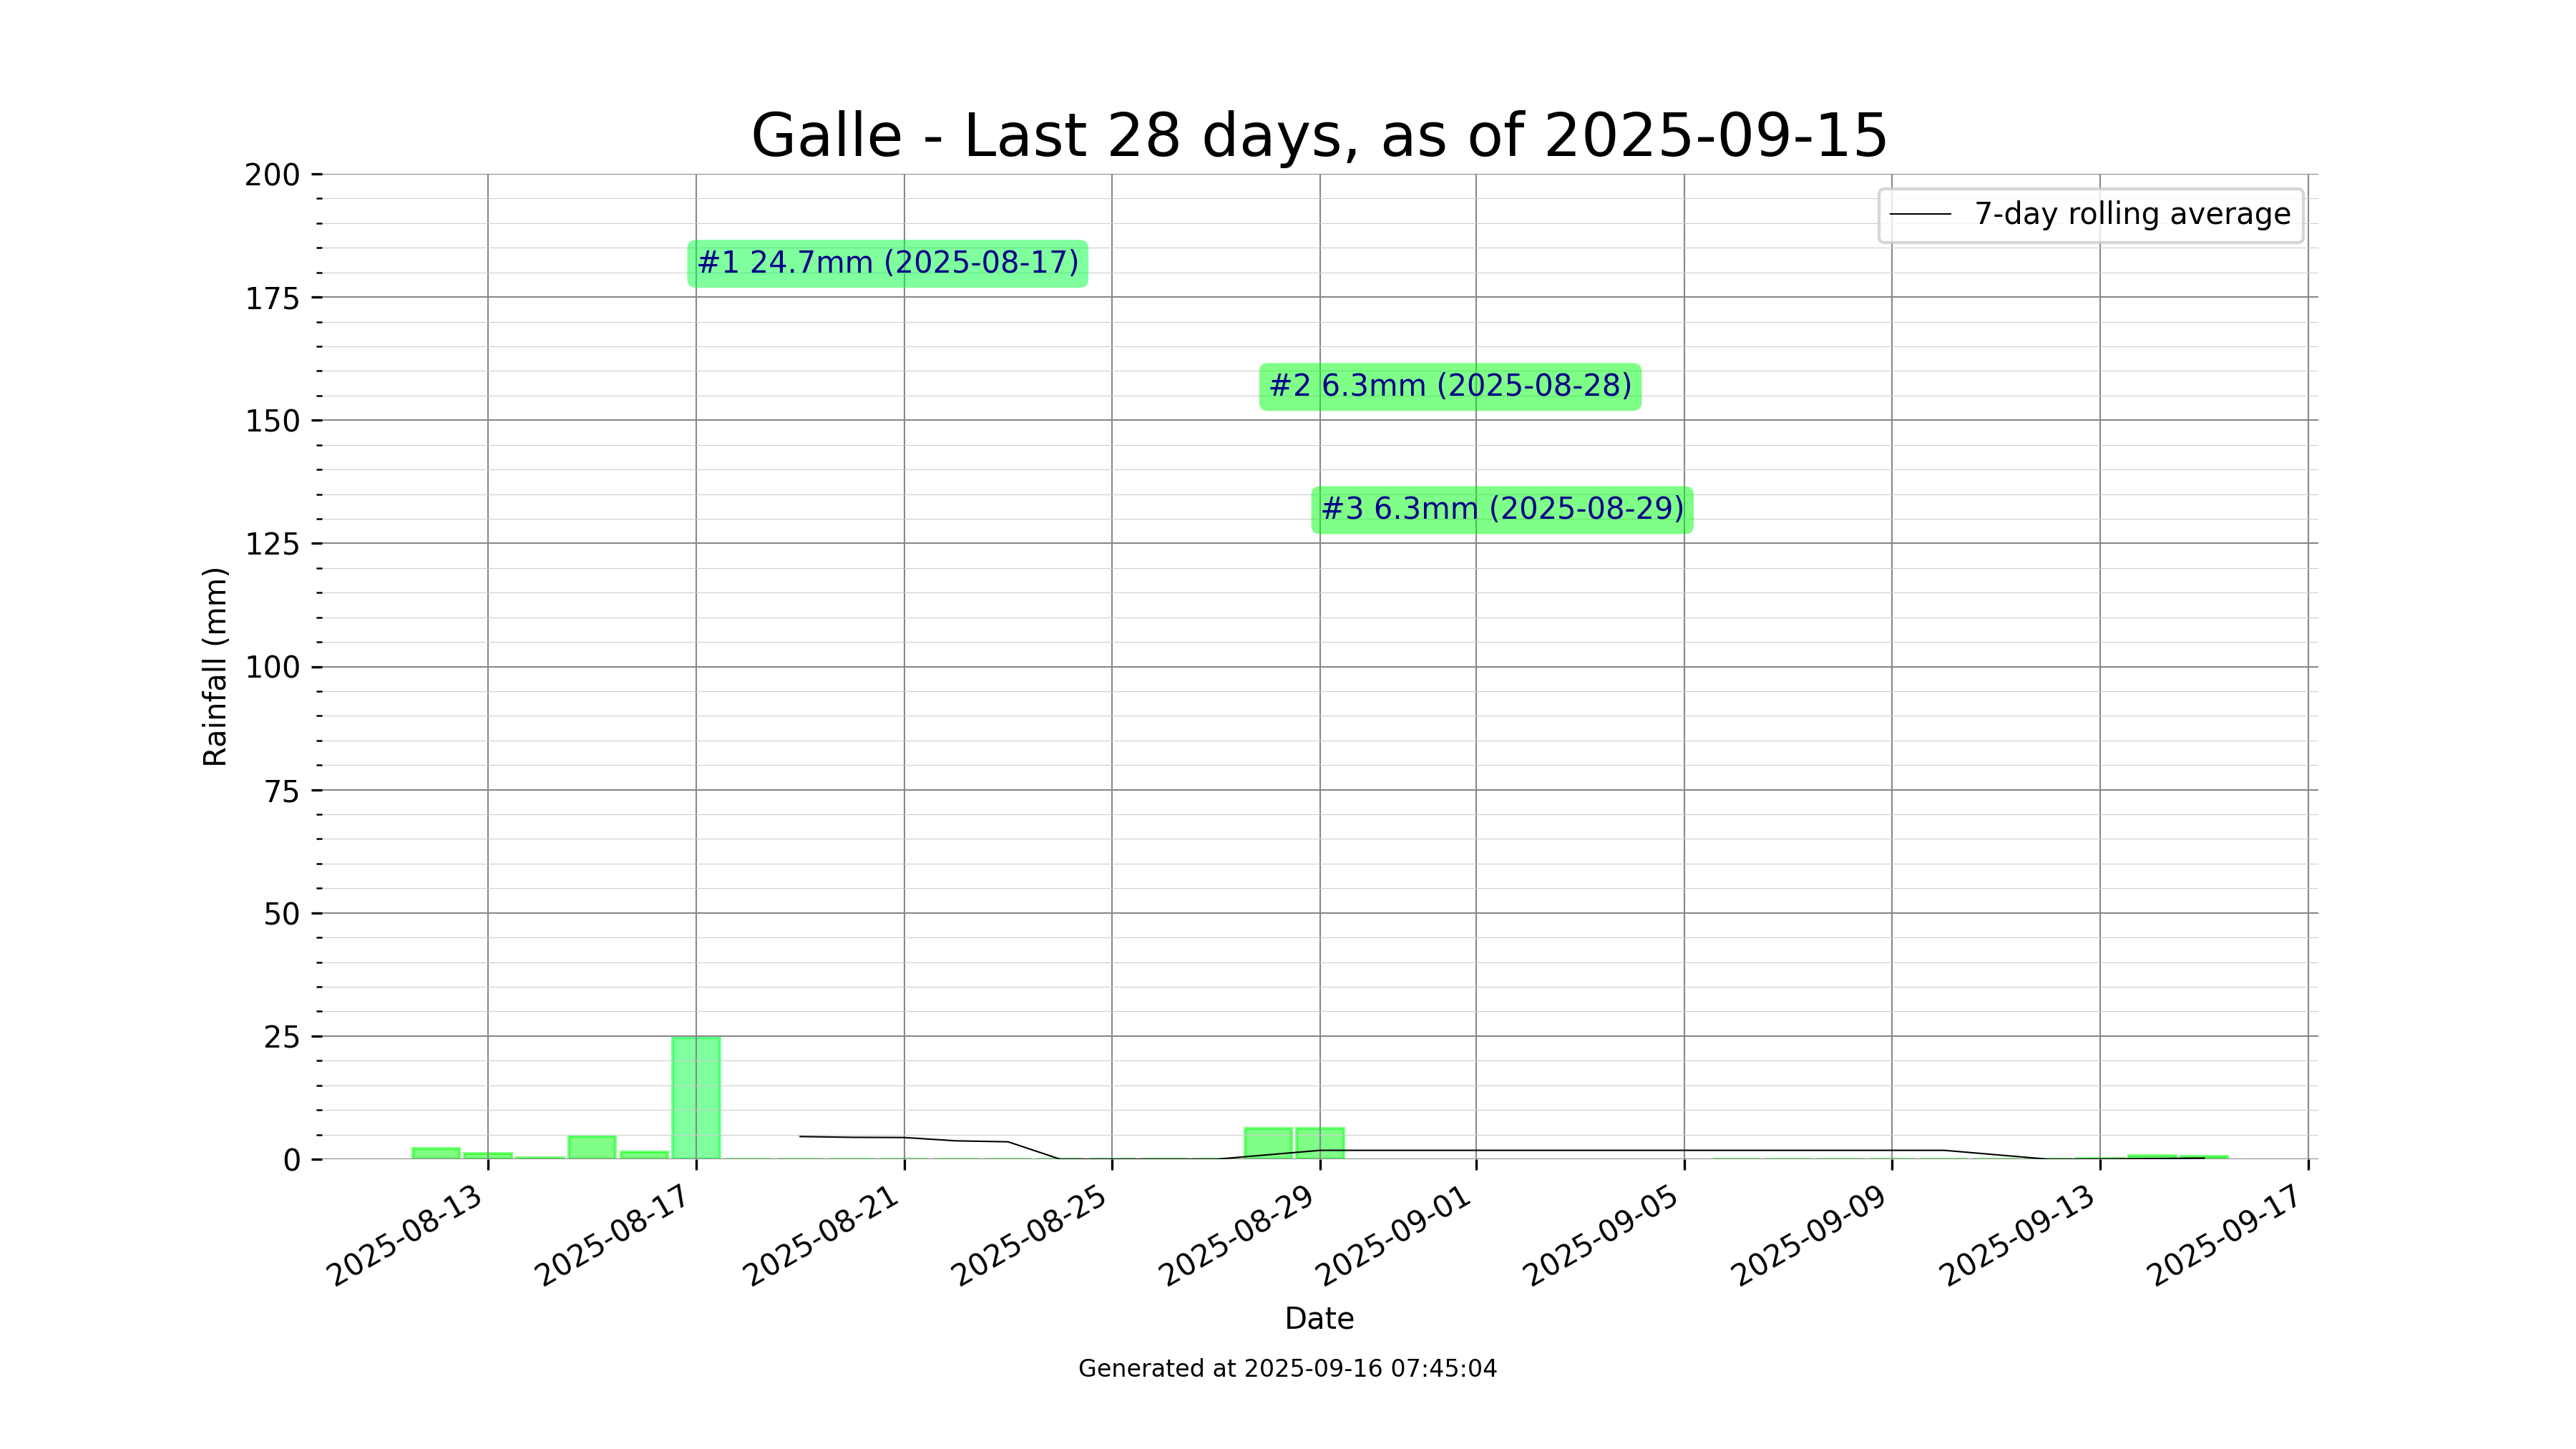 Galle - Last 28 days, as of 2025-09-15
7-day rolling average
#1 24.7mm (2025-08-17)
#2 6.3mm (2025-08-28)
#3 6.3mm (2025-08-29)
Rainfall (mm)
200
175
150
125
100
75
50
25
0
2025-08-13
2025-08-17
2025-08-21
2025-08-25
2025-08-29
2025-09-01
2025-09-05
2025-09-09
2025-09-13
2025-09-17
Date
Generated at 2025-09-16 07:45:04